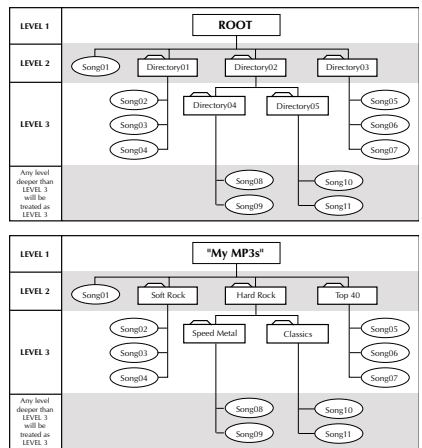 LEVEL 1
ROOT
LEVEL 2
Song01
Directory01
Directory02
Directory03
LEVEL 3
Song02
Song03
Song04
Directory04
Directory05
Song05
Song06
Song07
Any level
deeper than
LEVEL 3
will be
treated as
LEVEL 3
Song08
Song09
Song10
Song11
LEVEL 1
"My MP3s"
LEVEL 2
Song01
Soft Rock
Hard Rock
Top 40
LEVEL 3
Song02
Song03
Song04
Speed Metal
Classics
Song05
Song06
Song07
Any level
deeper than
LEVEL 3
will be
treated as
LEVEL 3
Song08
Song09
Song10
Song11